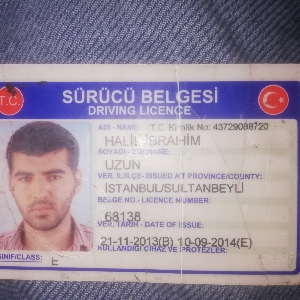 T.C.
SÜRÜCÜ BELGESİ
DRIVING LICENCE
ADI - NAME: T.C. Kimlik No: 43729088720
HALİL İBRAHİM
SOYADI - SURNAME:
UZUN
VER. İL/İLÇE- ISSUED AT PROVINCE/COUNTY:
İSTANBUL/SULTANBEYLİ
BELGE NO.- LICENCE NUMBER:
68138
VER. TARİH - DATE OF ISSUE:
21-11-2013(B) 10-09-2014(E)
KULLANDIĞI CİHAZ VE PROTEZLER:
SINIF/CLASS: E